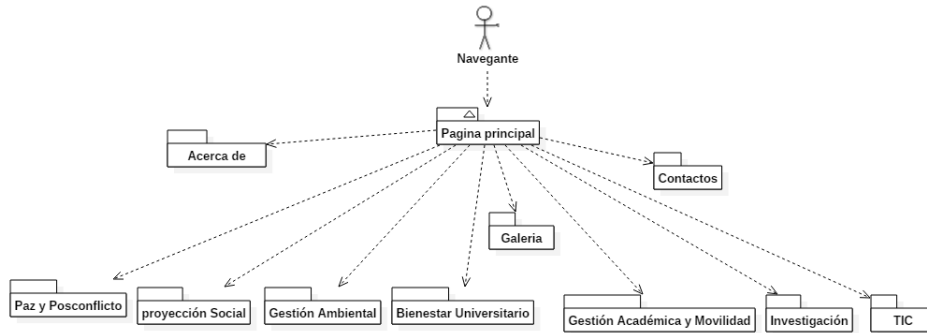 Navegante
Pagina principal
Acerca de
Contactos
Galeria
Paz y Posconflicto
proyección Social
Gestión Ambiental
Bienestar Universitario
Gestión Académica y Movilidad
Investigación
TIC